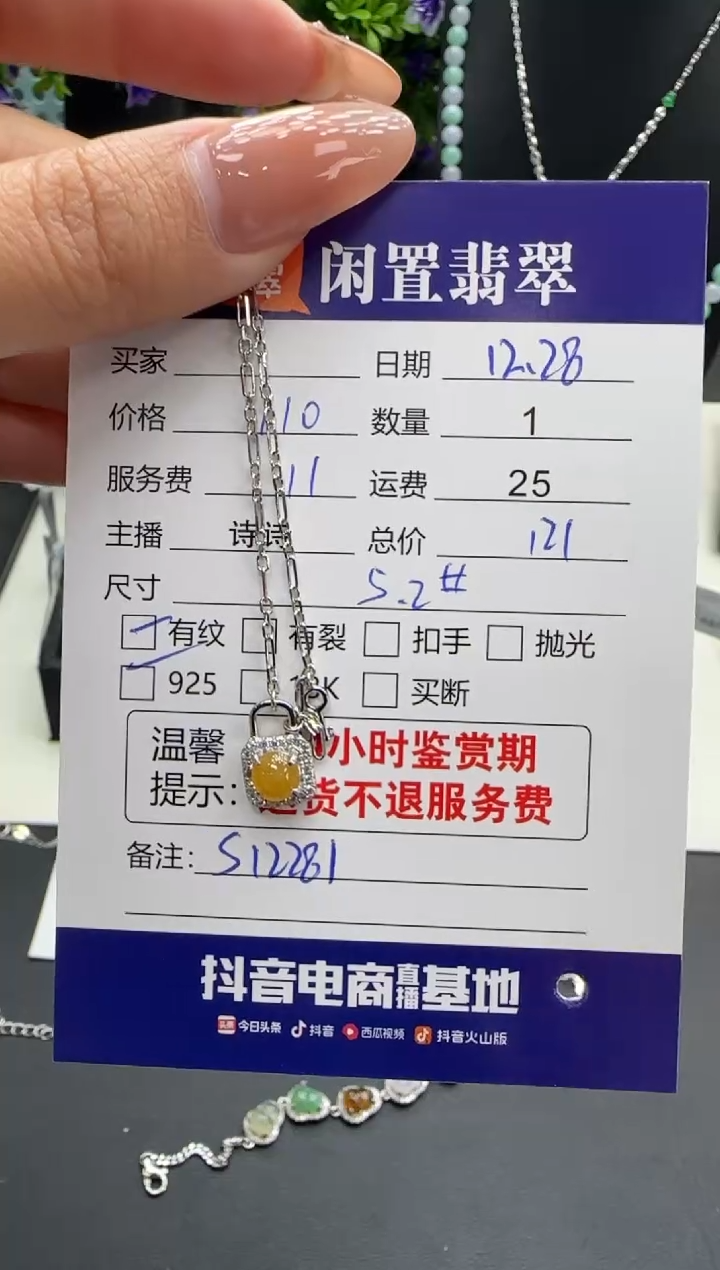 翠 闲置翡翠
买家 日期 12.28
价格 110 数量 1
服务费 11 运费 25
主播 诗诗 总价 121
尺寸 5.2#
有纹 有裂 扣手 抛光
925 K 买断
温馨 小时鉴赏期
提示: 货不退服务费
备注: S12281
抖音电商直播基地
头条 今日头条 抖音 西瓜视频 抖音火山版